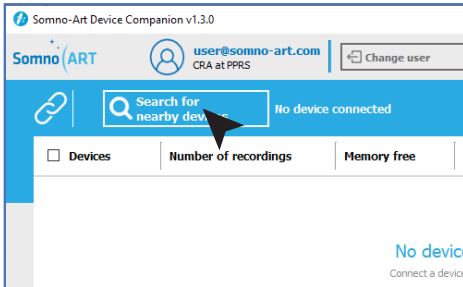 Somno-Art Device Companion v1.3.0
Somno ART
user@somno-art.com
CRA at PPRS
Change user
Search for
nearby devices
No device connected
Devices Number of recordings Memory free
No devic
Connect a devic